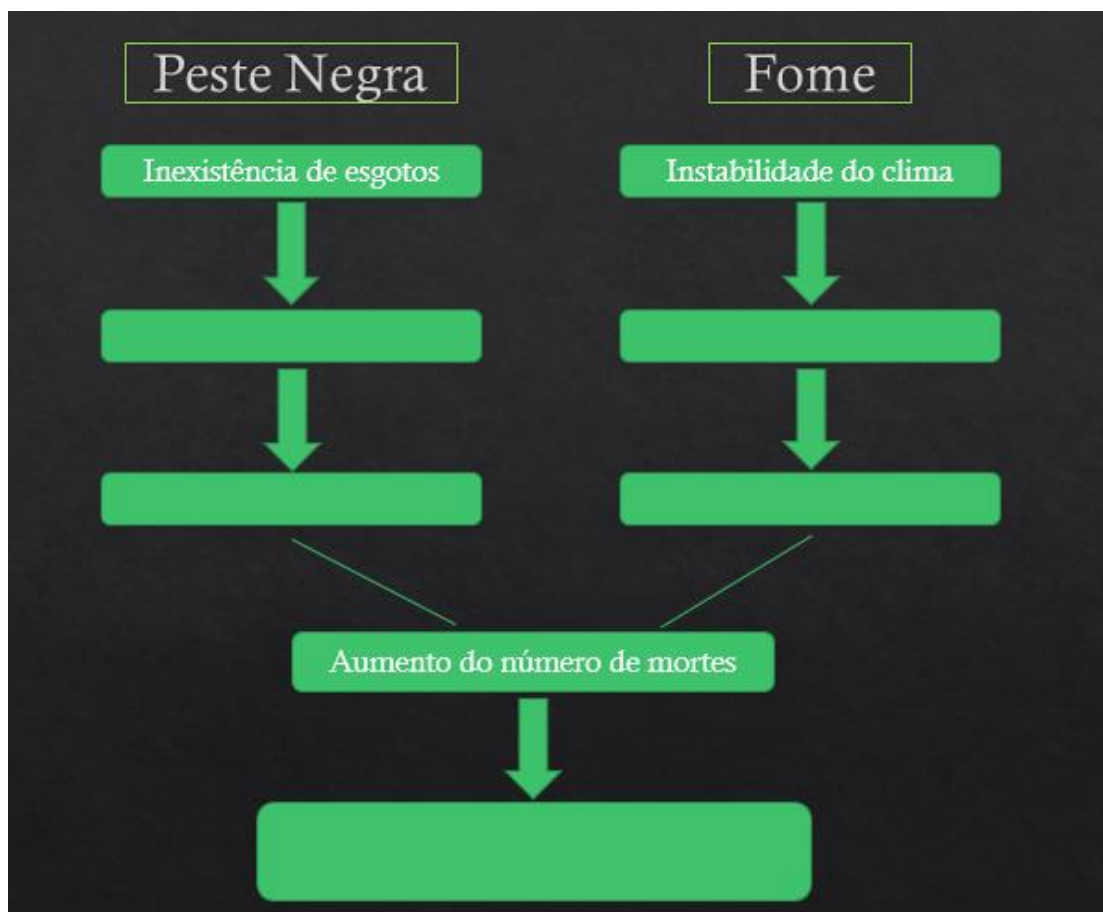 Peste Negra
Fome
Inexistência de esgotos
Instabilidade do clima
Aumento do número de mortes